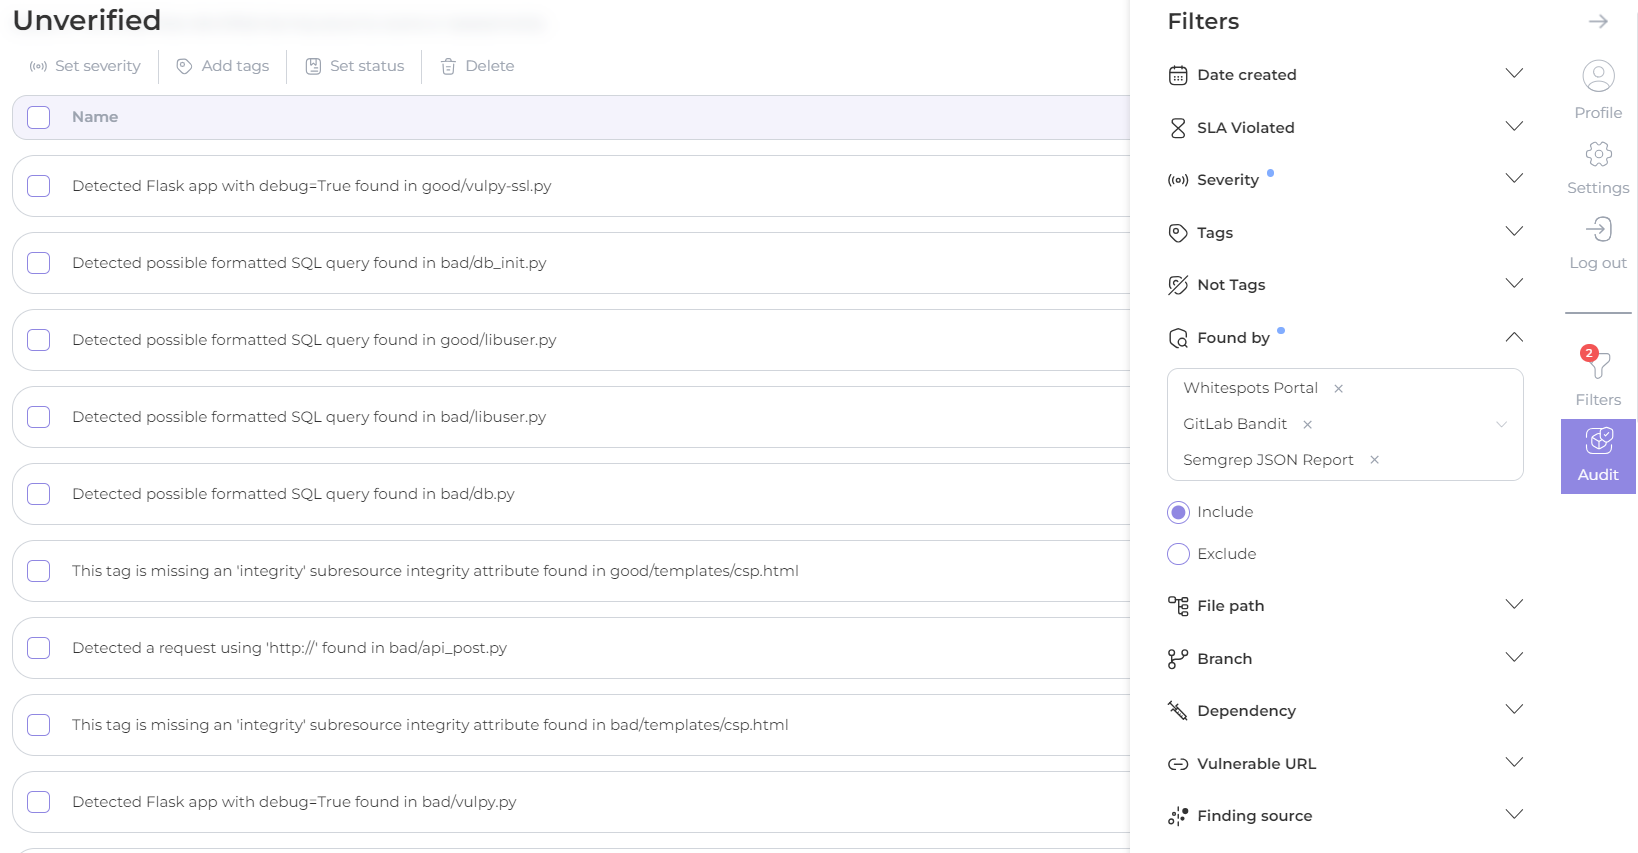 Unverified
Set severity
Add tags
Set status
Delete
Name
Detected Flask app with debug=True found in good/vulpy-ssl.py
Detected possible formatted SQL query found in bad/db_init.py
Detected possible formatted SQL query found in good/libuser.py
Detected possible formatted SQL query found in bad/libuser.py
Detected possible formatted SQL query found in bad/db.py
This tag is missing an 'integrity' subresource integrity attribute found in good/templates/csp.html
Detected a request using 'http://' found in bad/api_post.py
This tag is missing an 'integrity' subresource integrity attribute found in bad/templates/csp.html
Detected Flask app with debug=True found in bad/vulpy.py
Filters
Date created
SLA Violated
Severity
Tags
Not Tags
Found by
Whitespots Portal
GitLab Bandit
Semgrep JSON Report
Include
Exclude
File path
Branch
Dependency
Vulnerable URL
Finding source
Profile
Settings
Log out
2
Filters
Audit